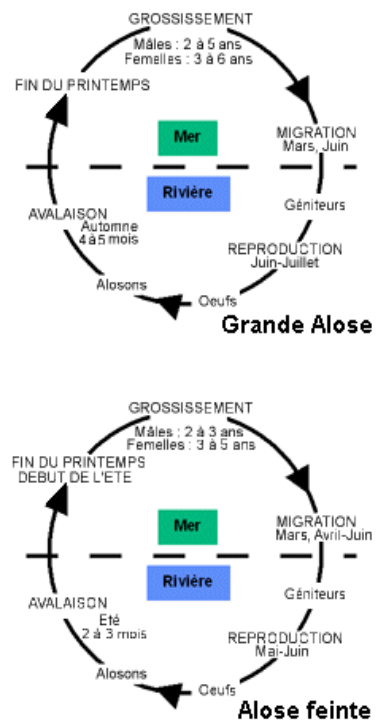 GROSSISSEMENT
Mâles : 2 à 5 ans
Femelles : 3 à 6 ans
FIN DU PRINTEMPS
Mer
MIGRATION
Mars, Juin
Rivière
Géniteurs
AVALAISON
Automne
4 à 5 mois
REPRODUCTION
Juin-Juillet
Alosons
Oeufs
Grande Alose
GROSSISSEMENT
Mâles : 2 à 3 ans
Femelles : 3 à 5 ans
FIN DU PRINTEMPS
DEBUT DE L'ETE
Mer
MIGRATION
Mars, Avril-Juin
Rivière
Géniteurs
AVALAISON
Eté
2 à 3 mois
REPRODUCTION
Mai-Juin
Alosons
Oeufs
Alose feinte